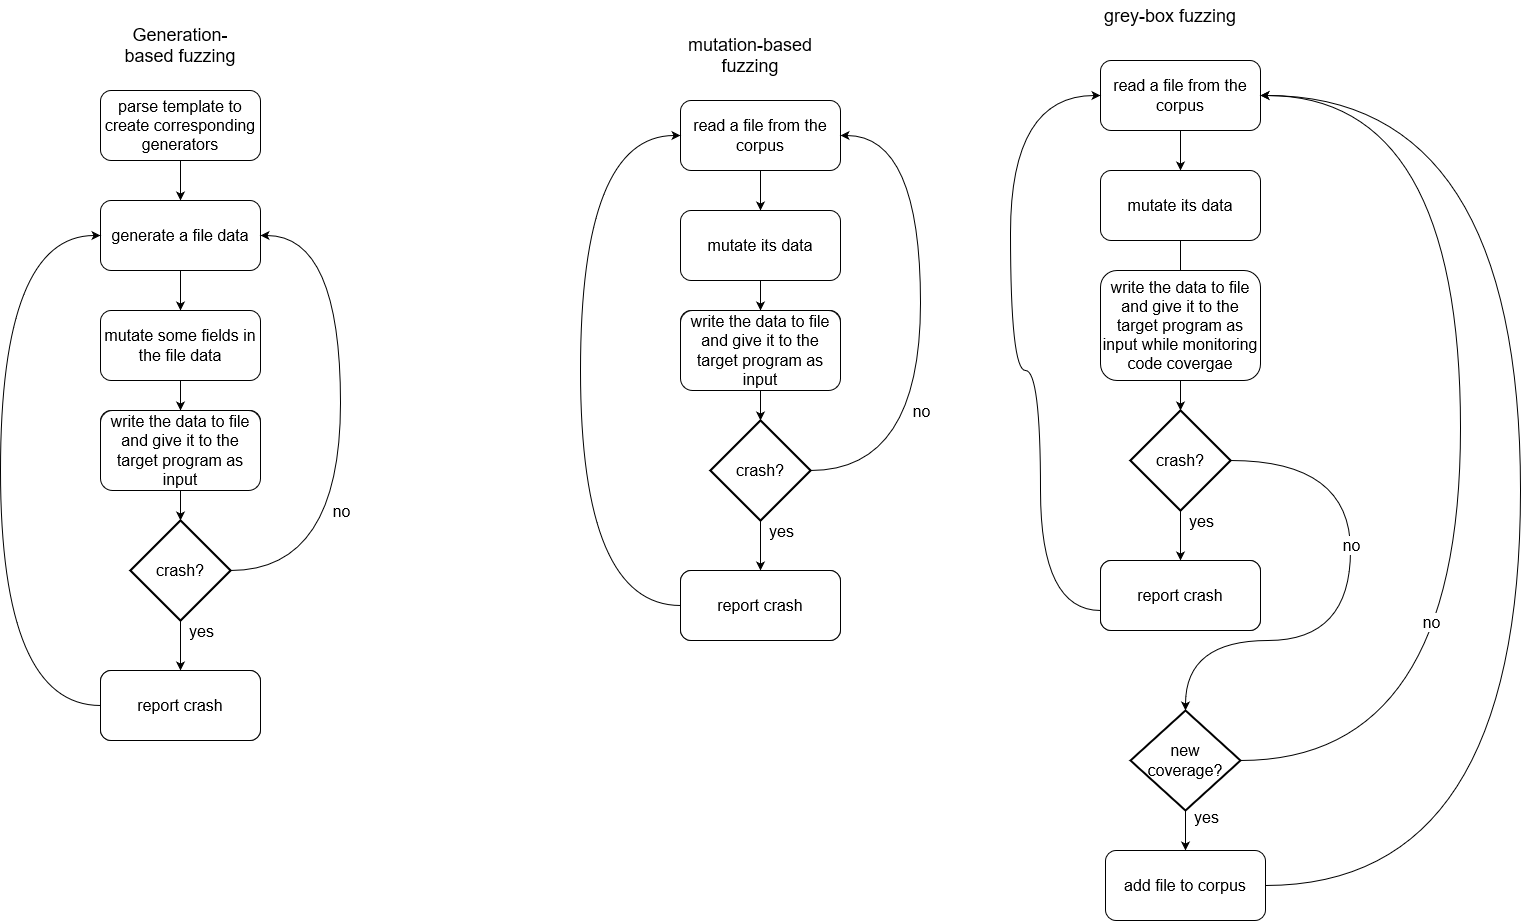 Generation-
based fuzzing
parse template to
create corresponding
generators
generate a file data
mutate some fields in
the file data
write the data to file
and give it to the
target program as
input
crash?
no
yes
report crash
mutation-based
fuzzing
read a file from the
corpus
mutate its data
write the data to file
and give it to the
target program as
input
crash?
no
yes
report crash
grey-box fuzzing
read a file from the
corpus
mutate its data
write the data to file
and give it to the
target program as
input while monitoring
code covergae
crash?
yes
no
report crash
no
new
coverage?
yes
add file to corpus